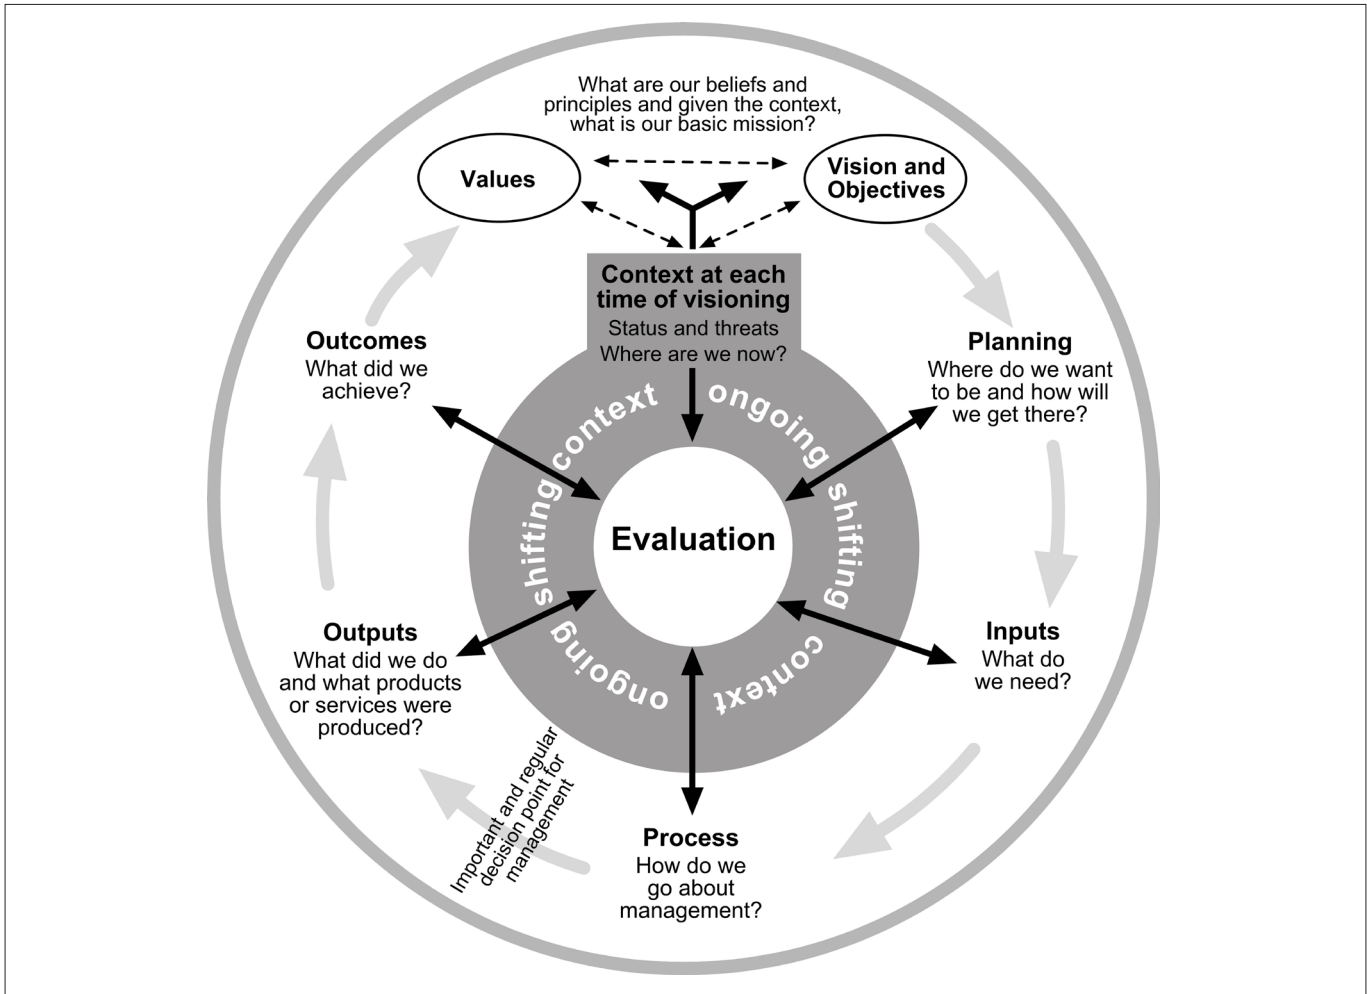 What are our beliefs and
principles and given the context,
what is our basic mission?
Values
Vision and
Objectives
Context at each
time of visioning
Status and threats
Where are we now?
Outcomes
What did we
achieve?
Planning
Where do we want
to be and how will
we get there?
ongoing shifting context
ongoing shifting context
Evaluation
Outputs
What did we do
and what products
or services were
produced?
Inputs
What do
we need?
Important and regular
decision point for
management
Process
How do we
go about
management?